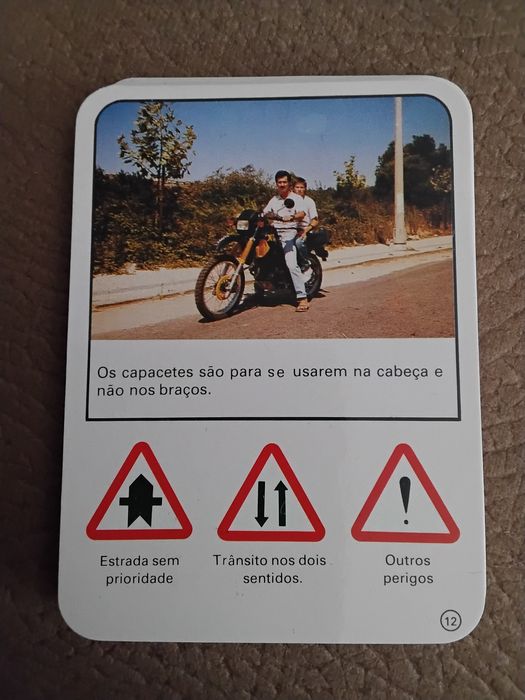 Os capacetes são para se usarem na cabeça e
não nos braços.
Estrada sem
prioridade
Trânsito nos dois
sentidos.
Outros
perigos
12